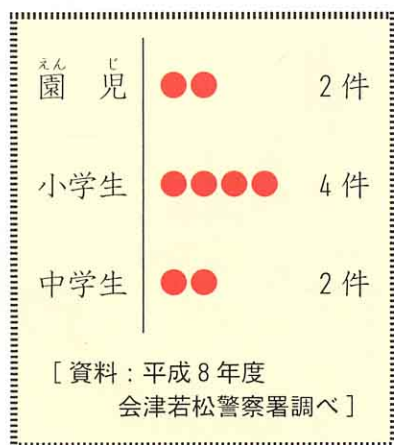 えん じ
園 児 2件
小学生 4件
中学生 2件
[資料:平成8年度
会津若松警察署調べ]